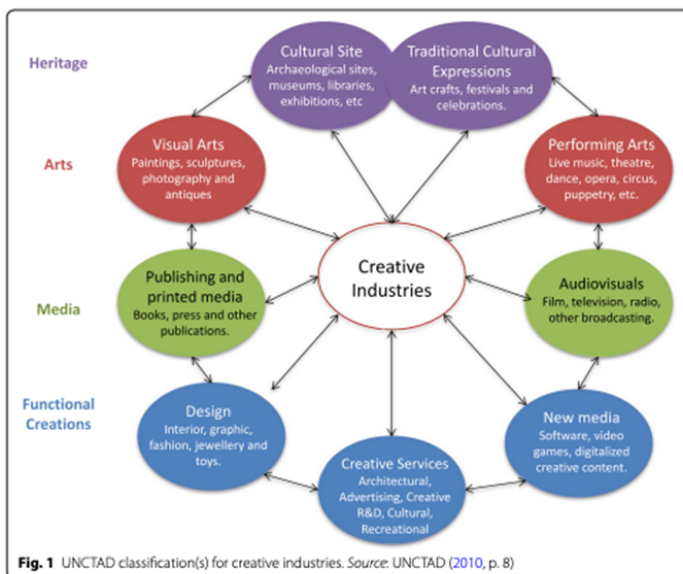 Heritage
Cultural Site
Archaeological sites,
museums, libraries,
exhibitions, etc
Traditional Cultural
Expressions
Art crafts, festivals and
celebrations.
Arts
Visual Arts
Paintings, sculptures,
photography and
antiques
Performing Arts
Live music, theatre,
dance, opera, circus,
puppetry, etc.
Creative
Industries
Media
Publishing and
printed media
Books, press and other
publications.
Audiovisuals
Film, television, radio,
other broadcasting.
Functional
Creations
Design
Interior, graphic,
fashion, jewellery and
toys.
Creative Services
Architectural,
Advertising, Creative
R&D, Cultural,
Recreational
New media
Software, video
games, digitalized
creative content.
Fig. 1 UNCTAD classification(s) for creative industries. Source: UNCTAD (2010, p. 8)